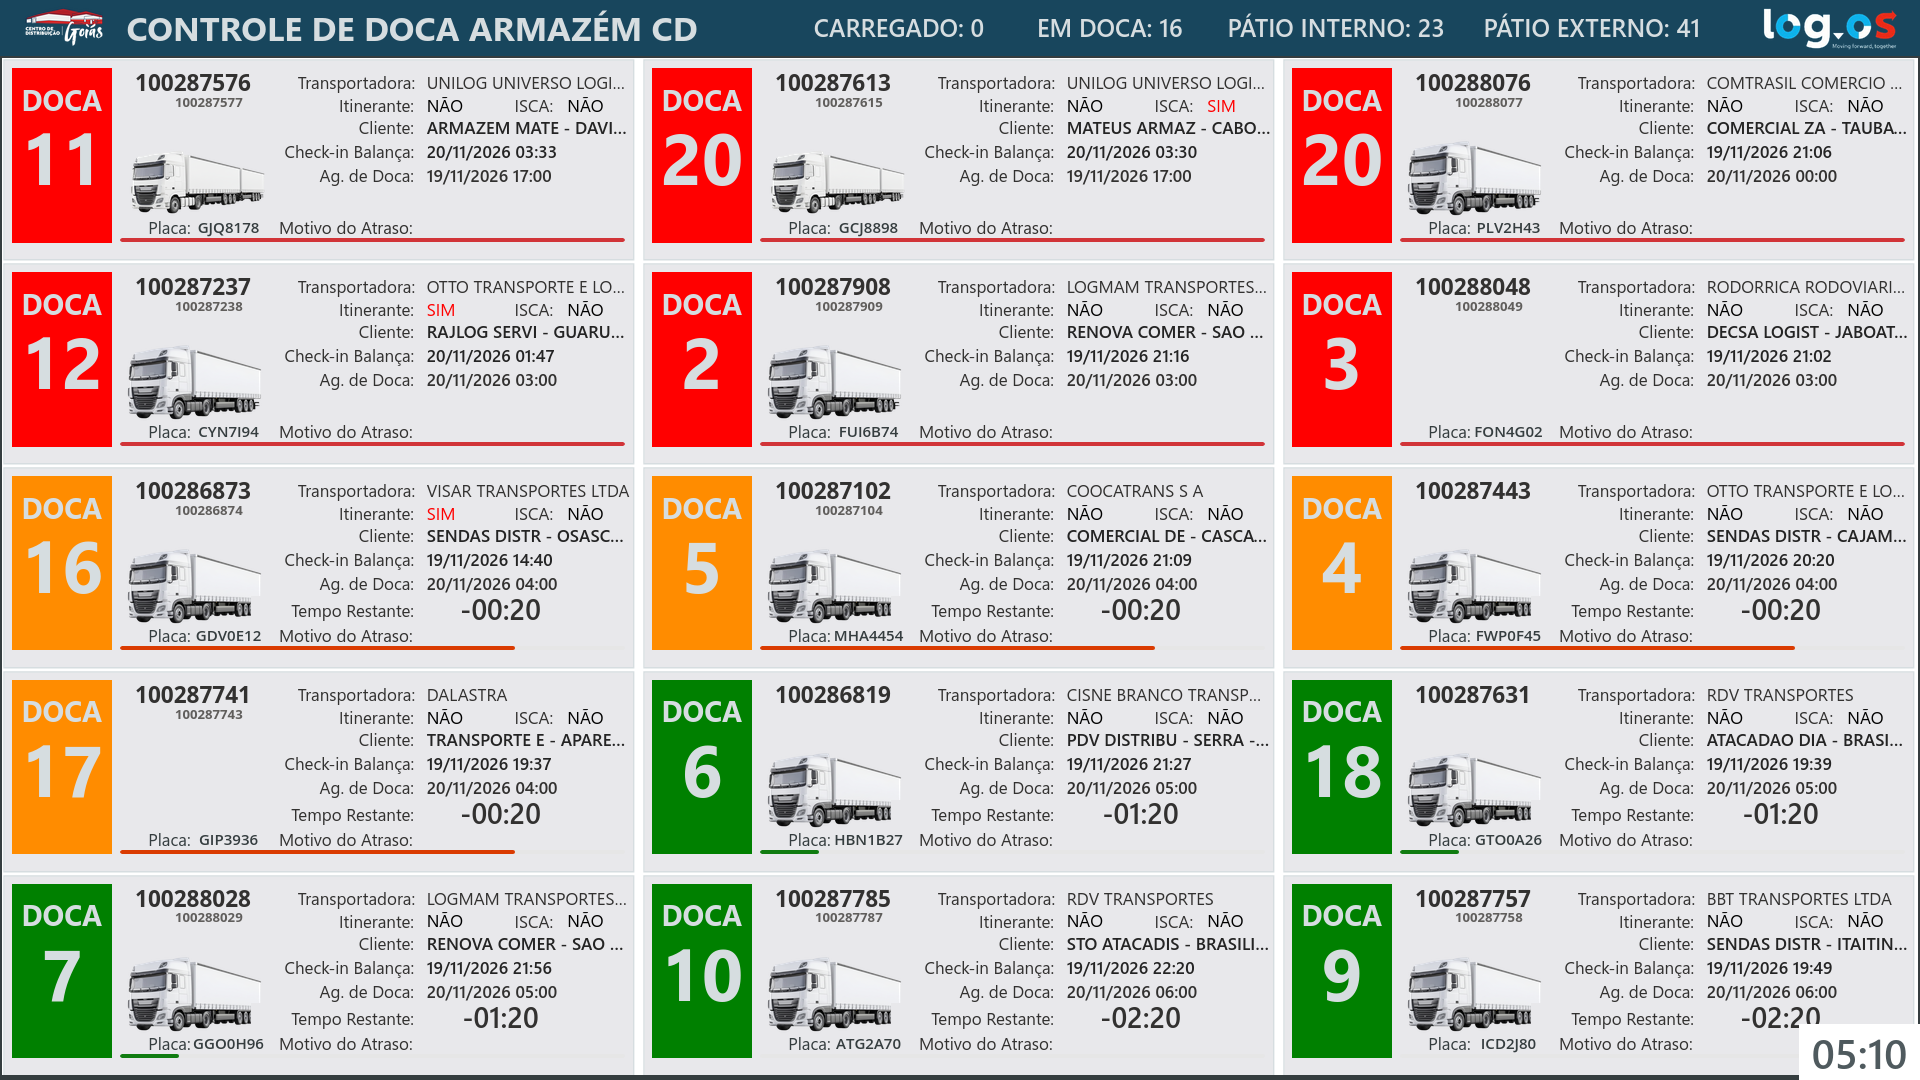 CENTRO DE
DISTRIBUIÇÃO
Goiás
CONTROLE DE DOCA ARMAZÉM CD
CARREGADO: 0
EM DOCA: 16
PÁTIO INTERNO: 23
PÁTIO EXTERNO: 41
log.os
Moving forward, together
DOCA
11
100287576
100287577
Transportadora: UNILOG UNIVERSO LOGI...
Itinerante: NÃO ISCA: NÃO
Cliente: ARMAZEM MATE - DAVI...
Check-in Balança: 20/11/2026 03:33
Ag. de Doca: 19/11/2026 17:00
Placa: GJQ8178 Motivo do Atraso:
DOCA
20
100287613
100287615
Transportadora: UNILOG UNIVERSO LOGI...
Itinerante: NÃO ISCA: SIM
Cliente: MATEUS ARMAZ - CABO...
Check-in Balança: 20/11/2026 03:30
Ag. de Doca: 19/11/2026 17:00
Placa: GCJ8898 Motivo do Atraso:
DOCA
20
100288076
100288077
Transportadora: COMTRASIL COMERCIO ...
Itinerante: NÃO ISCA: NÃO
Cliente: COMERCIAL ZA - TAUBA...
Check-in Balança: 19/11/2026 21:06
Ag. de Doca: 20/11/2026 00:00
Placa: PLV2H43 Motivo do Atraso:
DOCA
12
100287237
100287238
Transportadora: OTTO TRANSPORTE E LO...
Itinerante: SIM ISCA: NÃO
Cliente: RAJLOG SERVI - GUARU...
Check-in Balança: 20/11/2026 01:47
Ag. de Doca: 20/11/2026 03:00
Placa: CYN7I94 Motivo do Atraso:
DOCA
2
100287908
100287909
Transportadora: LOGMAM TRANSPORTES...
Itinerante: NÃO ISCA: NÃO
Cliente: RENOVA COMER - SAO ...
Check-in Balança: 19/11/2026 21:16
Ag. de Doca: 20/11/2026 03:00
Placa: FUI6B74 Motivo do Atraso:
DOCA
3
100288048
100288049
Transportadora: RODORRICA RODOVIARI...
Itinerante: NÃO ISCA: NÃO
Cliente: DECSA LOGIST - JABOAT...
Check-in Balança: 19/11/2026 21:02
Ag. de Doca: 20/11/2026 03:00
Placa: FON4G02 Motivo do Atraso:
DOCA
16
100286873
100286874
Transportadora: VISAR TRANSPORTES LTDA
Itinerante: SIM ISCA: NÃO
Cliente: SENDAS DISTR - OSASC...
Check-in Balança: 19/11/2026 14:40
Ag. de Doca: 20/11/2026 04:00
Tempo Restante: -00:20
Placa: GDV0E12 Motivo do Atraso:
DOCA
5
100287102
100287104
Transportadora: COOCATRANS S A
Itinerante: NÃO ISCA: NÃO
Cliente: COMERCIAL DE - CASCA...
Check-in Balança: 19/11/2026 21:09
Ag. de Doca: 20/11/2026 04:00
Tempo Restante: -00:20
Placa: MHA4454 Motivo do Atraso:
DOCA
4
100287443
Transportadora: OTTO TRANSPORTE E LO...
Itinerante: NÃO ISCA: NÃO
Cliente: SENDAS DISTR - CAJAM...
Check-in Balança: 19/11/2026 20:20
Ag. de Doca: 20/11/2026 04:00
Tempo Restante: -00:20
Placa: FWP0F45 Motivo do Atraso:
DOCA
17
100287741
100287743
Transportadora: DALASTRA
Itinerante: NÃO ISCA: NÃO
Cliente: TRANSPORTE E - APARE...
Check-in Balança: 19/11/2026 19:37
Ag. de Doca: 20/11/2026 04:00
Tempo Restante: -00:20
Placa: GIP3936 Motivo do Atraso:
DOCA
6
100286819
Transportadora: CISNE BRANCO TRANSP...
Itinerante: NÃO ISCA: NÃO
Cliente: PDV DISTRIBU - SERRA -...
Check-in Balança: 19/11/2026 21:27
Ag. de Doca: 20/11/2026 05:00
Tempo Restante: -01:20
Placa: HBN1B27 Motivo do Atraso:
DOCA
18
100287631
Transportadora: RDV TRANSPORTES
Itinerante: NÃO ISCA: NÃO
Cliente: ATACADAO DIA - BRASI...
Check-in Balança: 19/11/2026 19:39
Ag. de Doca: 20/11/2026 05:00
Tempo Restante: -01:20
Placa: GTO0A26 Motivo do Atraso:
DOCA
7
100288028
100288029
Transportadora: LOGMAM TRANSPORTES...
Itinerante: NÃO ISCA: NÃO
Cliente: RENOVA COMER - SAO ...
Check-in Balança: 19/11/2026 21:56
Ag. de Doca: 20/11/2026 05:00
Tempo Restante: -01:20
Placa: GGO0H96 Motivo do Atraso:
DOCA
10
100287785
100287787
Transportadora: RDV TRANSPORTES
Itinerante: NÃO ISCA: NÃO
Cliente: STO ATACADIS - BRASILI...
Check-in Balança: 19/11/2026 22:20
Ag. de Doca: 20/11/2026 06:00
Tempo Restante: -02:20
Placa: ATG2A70 Motivo do Atraso:
DOCA
9
100287757
100287758
Transportadora: BBT TRANSPORTES LTDA
Itinerante: NÃO ISCA: NÃO
Cliente: SENDAS DISTR - ITAITIN...
Check-in Balança: 19/11/2026 19:49
Ag. de Doca: 20/11/2026 06:00
Tempo Restante: -02:20
Placa: ICD2J80 Motivo do Atraso:
05:10